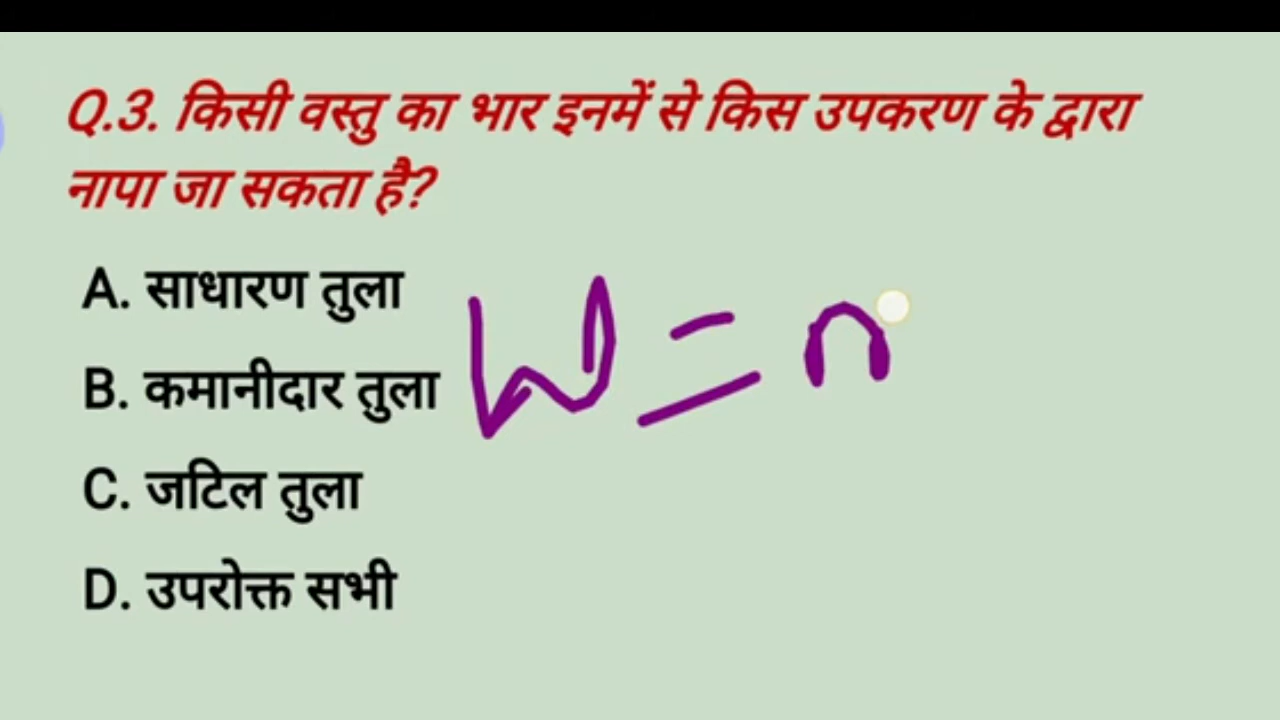 Q.3. किसी वस्तु का भार इनमें से किस उपकरण के द्वारा
नापा जा सकता है?
A. साधारण तुला
B. कमानीदार तुला
C. जटिल तुला
D. उपरोक्त सभी
W = n